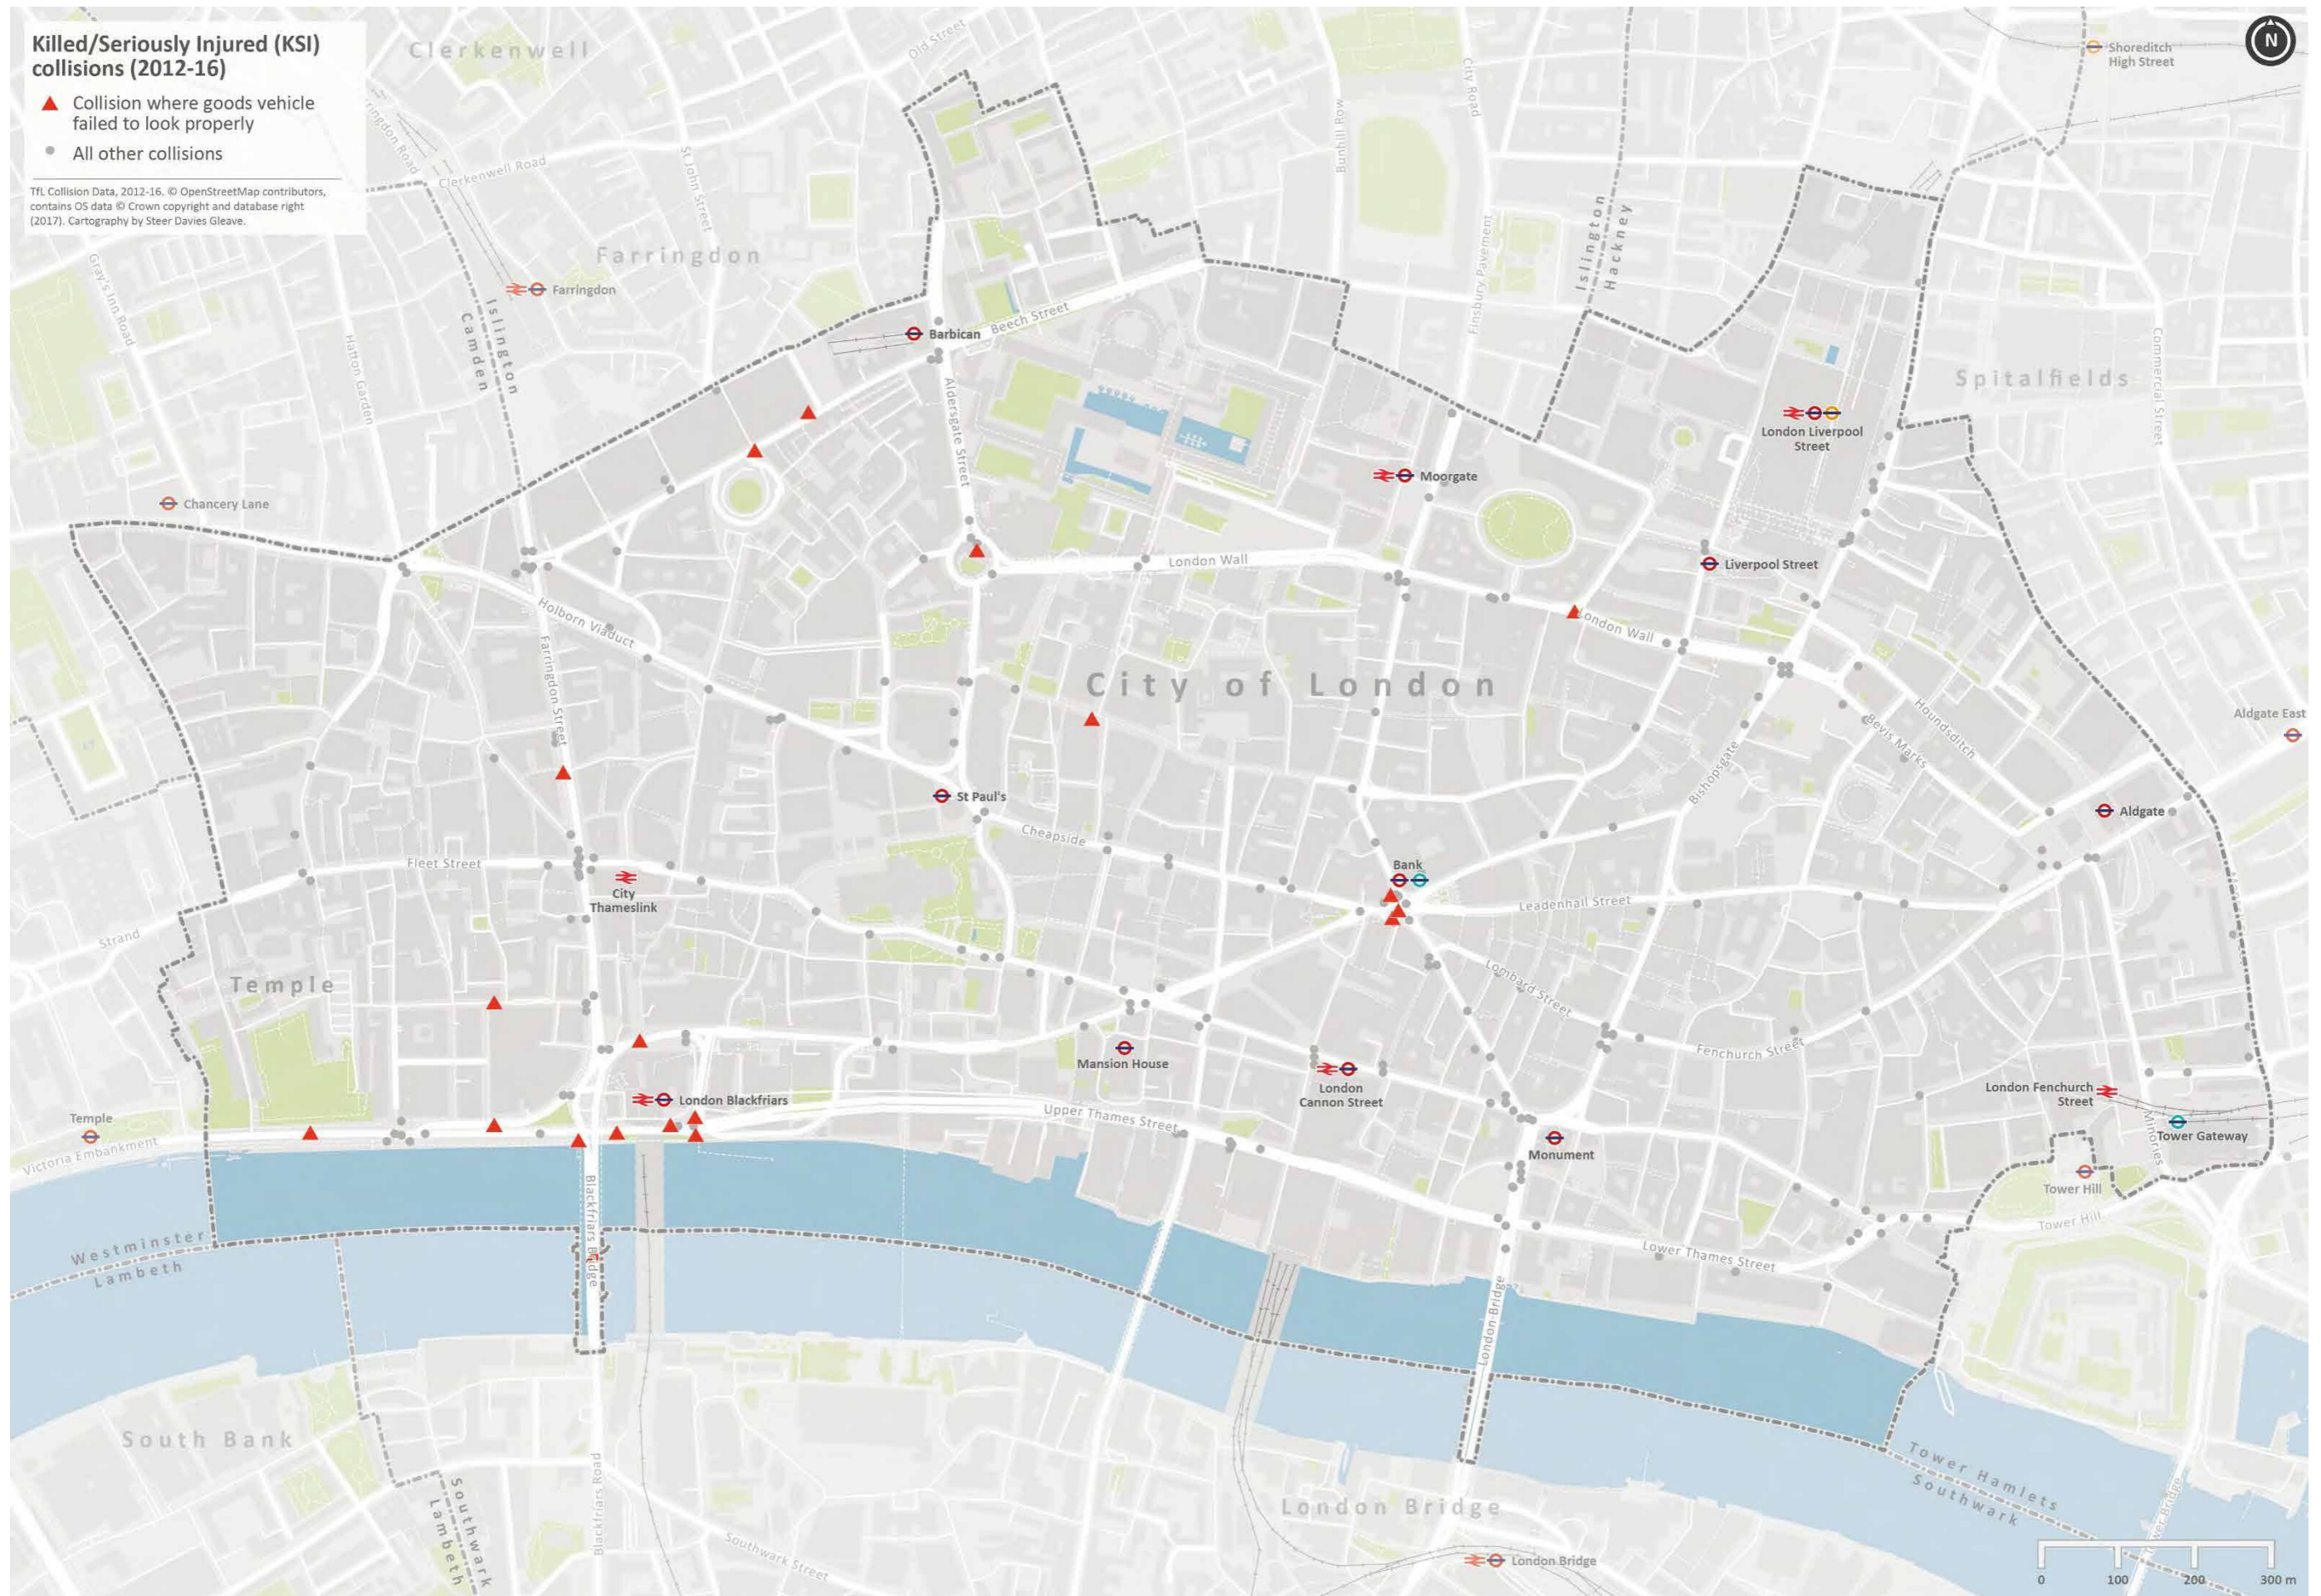 Killed/Seriously Injured (KSI)
collisions (2012-16)
Collision where goods vehicle
failed to look properly
All other collisions
TfL Collision Data, 2012-16. © OpenStreetMap contributors,
contains OS data © Crown copyright and database right
(2017). Cartography by Steer Davies Gleave.
N
Clerkenwell
Old Street
City Road
Shoreditch
High Street
Bunhill Row
Clerkenwell Road
St John Street
Islington
Hackney
Finsbury Pavement
Farringdon
Gray's Inn Road
Farringdon
Islington
Camden
Hatton Garden
Barbican
Beech Street
Aldersgate Street
Commercial Street
Spitalfields
London Liverpool
Street
Moorgate
Chancery Lane
London Wall
Liverpool Street
Holborn Viaduct
London Wall
Farringdon Street
City of London
Houndsditch
Bevis Marks
Aldgate East
Bishopsgate
St Paul's
Aldgate
Cheapside
Fleet Street
Bank
City
Thameslink
Leadenhall Street
Strand
Temple
Lombard Street
Mansion House
Fenchurch Street
London
Cannon Street
London Fenchurch
Street
London Blackfriars
Upper Thames Street
Temple
Victoria Embankment
Monument
Minories
Tower Gateway
Tower Hill
Tower Hill
Blackfriars Bridge
Westminster
Lambeth
Lower Thames Street
London Bridge
South Bank
Southwark
Lambeth
Blackfriars Road
Southwark Street
London Bridge
London Bridge
Tower Hamlets
Southwark
0 100 200 300 m